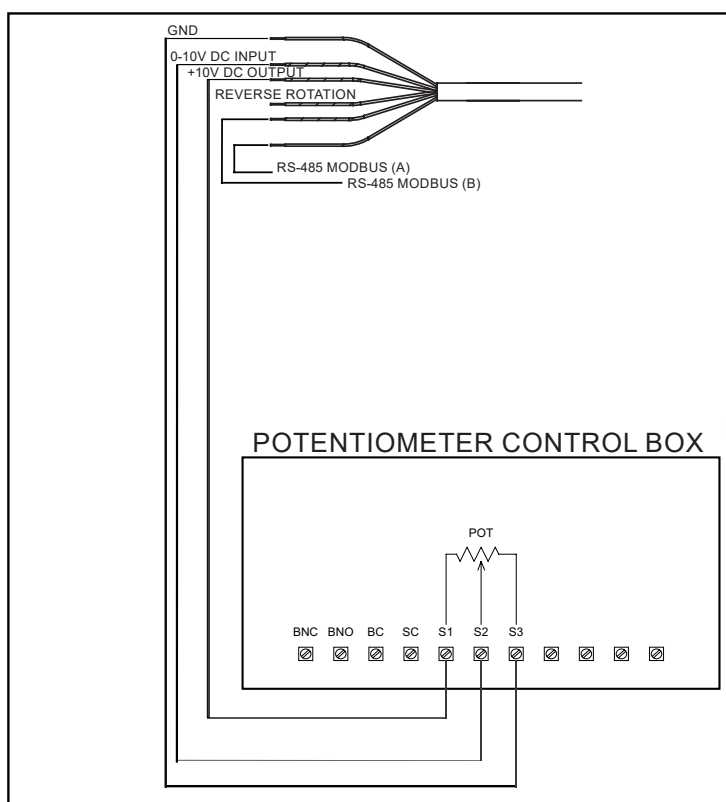 GND
0-10V DC INPUT
+10V DC OUTPUT
REVERSE ROTATION
RS-485 MODBUS (A)
RS-485 MODBUS (B)
POTENTIOMETER CONTROL BOX
POT
BNC BNO BC SC S1 S2 S3